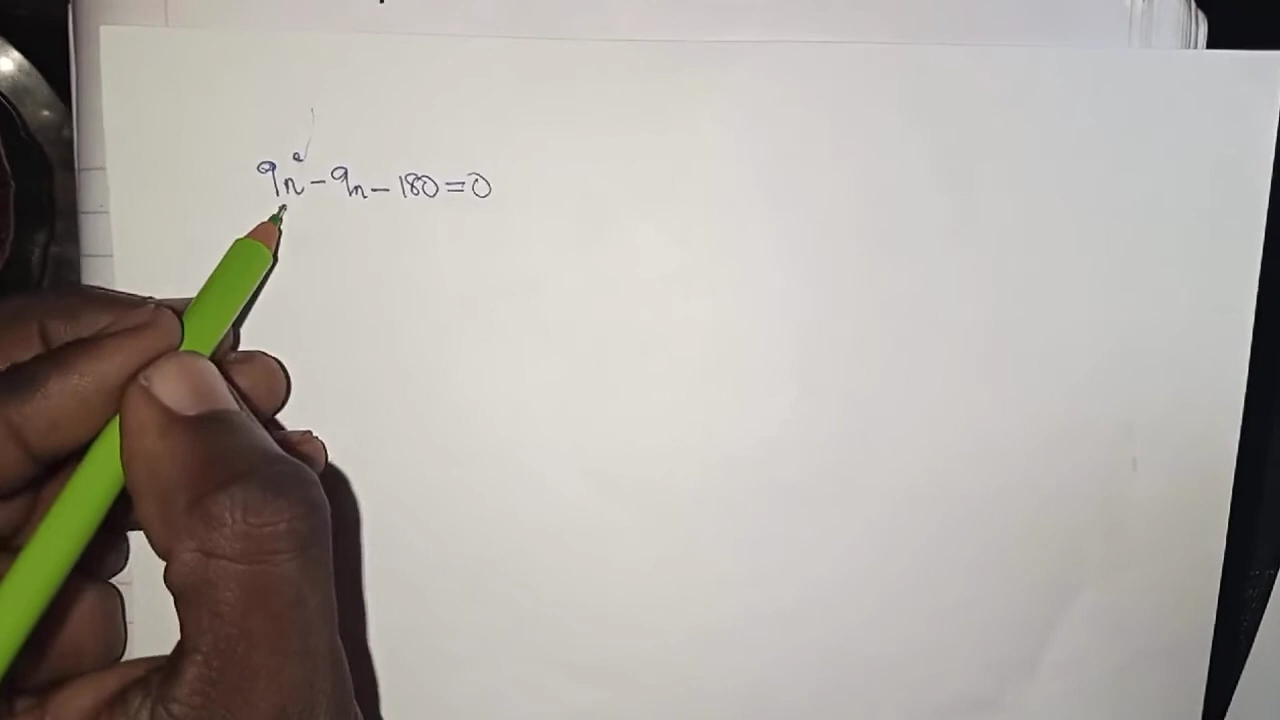 9n² - 9n - 180 = 0